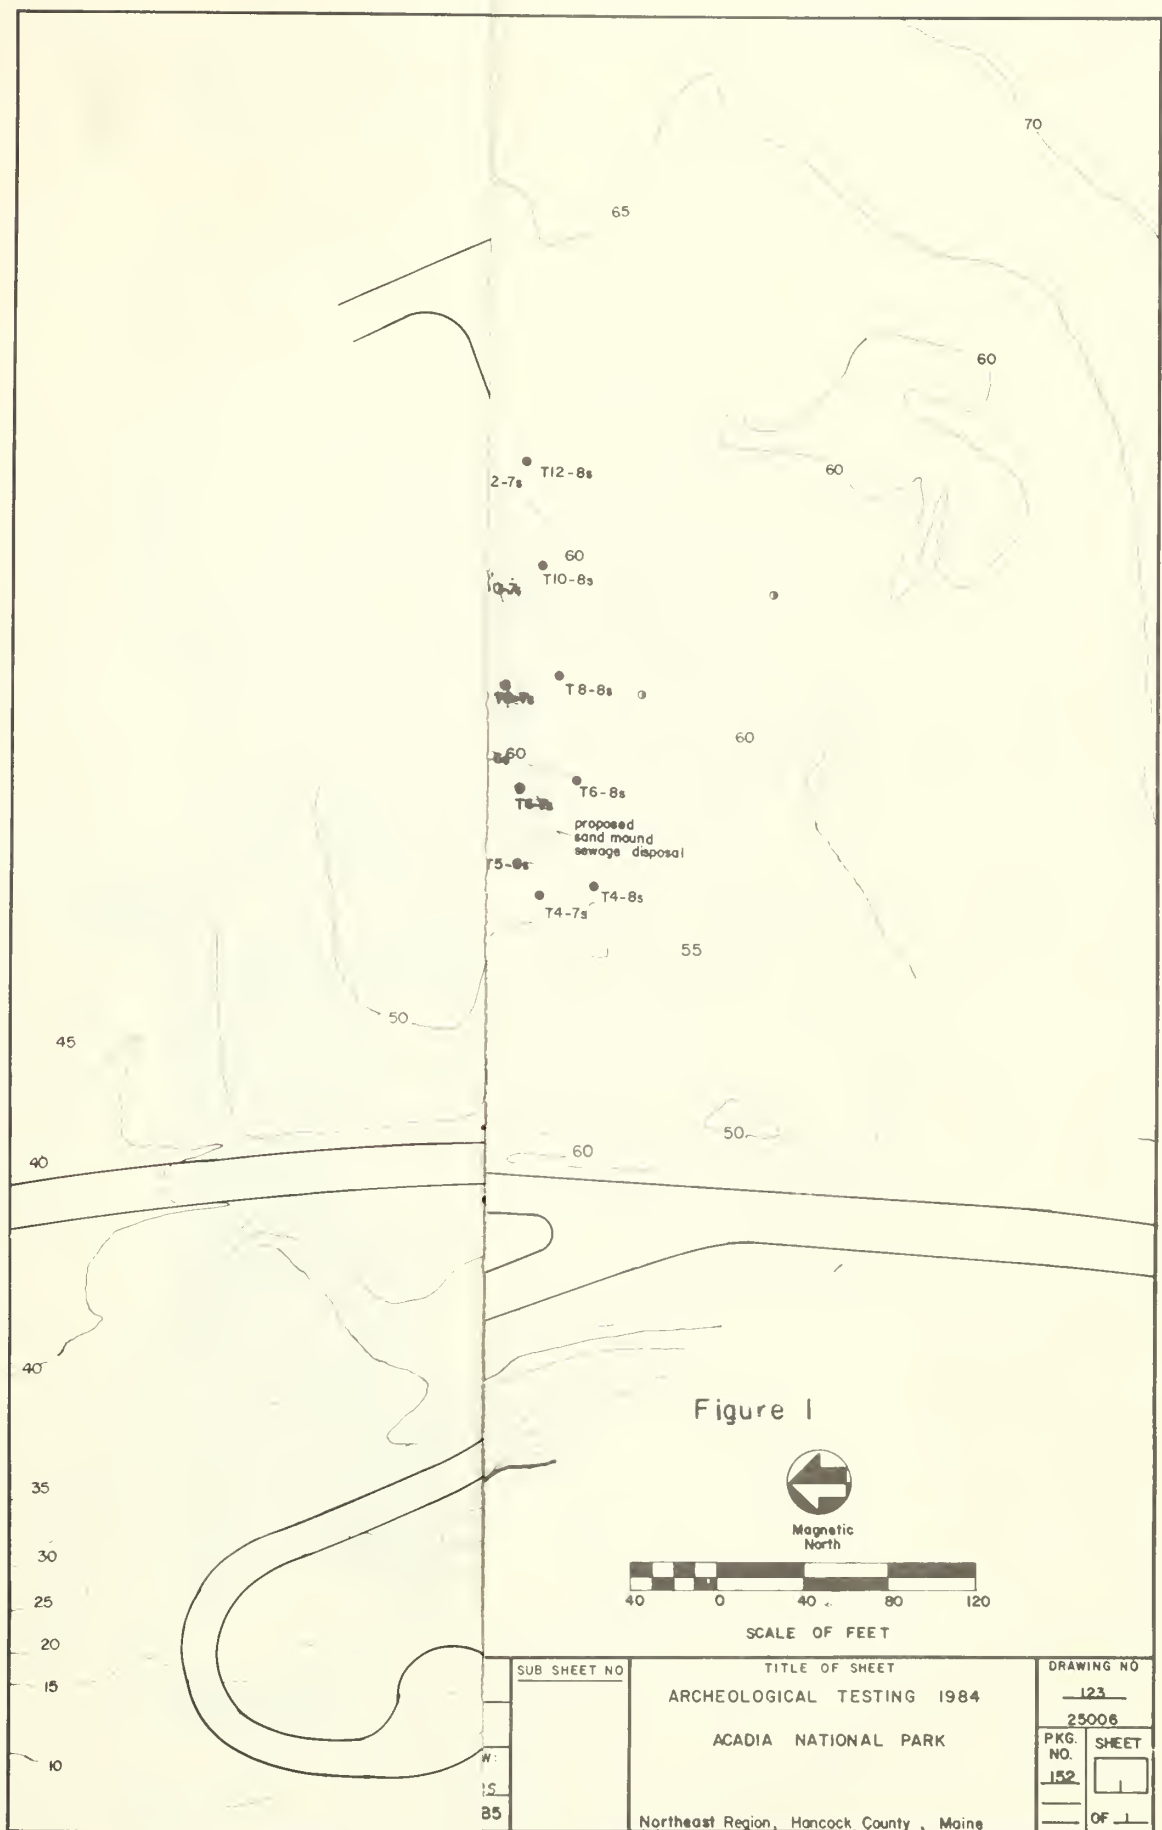 70
65
60
T12-8s
2-7s
60
60
T10-8s
T8-8s
60
60
T6-8s
proposed
sand mound
sewage disposal
T4-8s
T4-7s
55
50
45
50
60
40
40
Figure 1
35
Magnetic
North
30
40 0 40 80 120
25
SCALE OF FEET
20
15
10
SUB SHEET NO
TITLE OF SHEET
ARCHEOLOGICAL TESTING 1984
ACADIA NATIONAL PARK
Northeast Region, Hancock County, Maine
DRAWING NO
123
25006
PKG.
NO.
152
SHEET
1
OF 1
W:
85